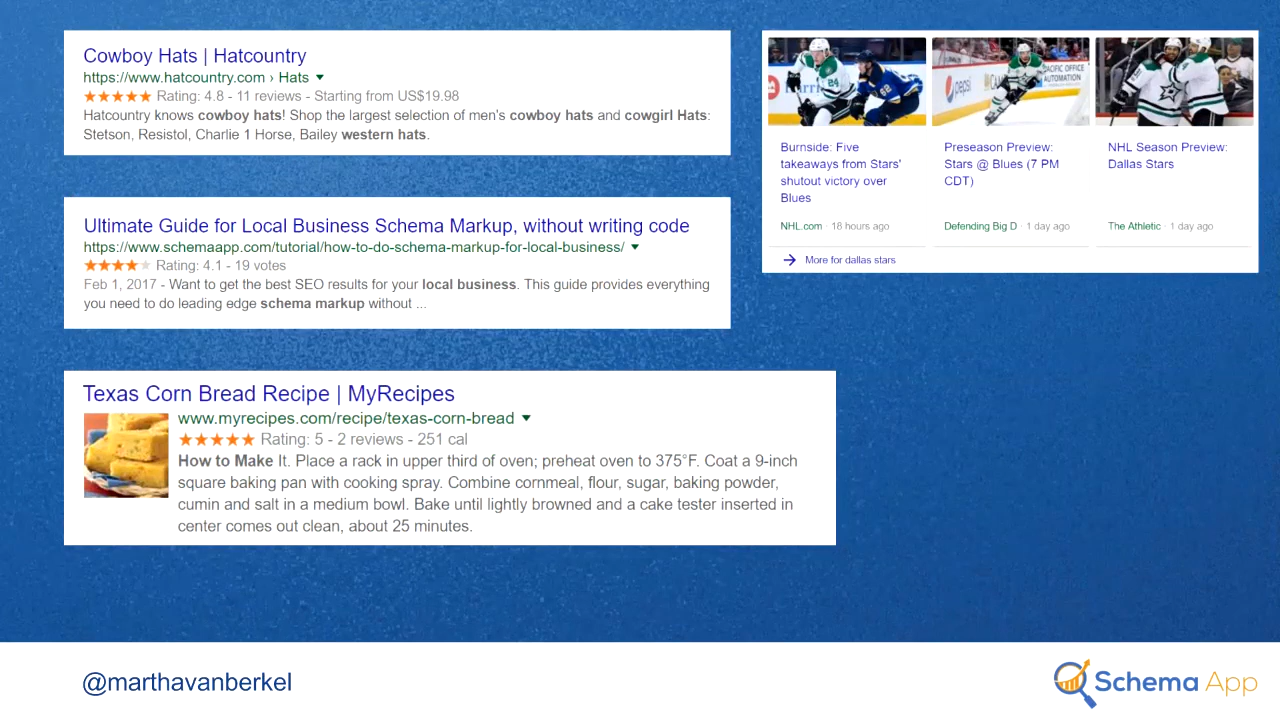 Cowboy Hats | Hatcountry
https://www.hatcountry.com › Hats
Rating: 4.8 - 11 reviews - Starting from US$19.98
Hatcountry knows cowboy hats! Shop the largest selection of men's cowboy hats and cowgirl Hats:
Stetson, Resistol, Charlie 1 Horse, Bailey western hats.
Ultimate Guide for Local Business Schema Markup, without writing code
https://www.schemaapp.com/tutorial/how-to-do-schema-markup-for-local-business/
Rating: 4.1 - 19 votes
Feb 1, 2017 - Want to get the best SEO results for your local business. This guide provides everything
you need to do leading edge schema markup without ...
Texas Corn Bread Recipe | MyRecipes
www.myrecipes.com/recipe/texas-corn-bread
Rating: 5 - 2 reviews - 251 cal
How to Make It. Place a rack in upper third of oven; preheat oven to 375°F. Coat a 9-inch
square baking pan with cooking spray. Combine cornmeal, flour, sugar, baking powder,
cumin and salt in a medium bowl. Bake until lightly browned and a cake tester inserted in
center comes out clean, about 25 minutes.
24
62
pepsi
PACIFIC OFFICE
AUTOMATION
Burnside: Five
takeaways from Stars'
shutout victory over
Blues
NHL.com · 18 hours ago
Preseason Preview:
Stars @ Blues (7 PM
CDT)
Defending Big D · 1 day ago
NHL Season Preview:
Dallas Stars
The Athletic · 1 day ago
More for dallas stars
@marthavanberkel
Schema App